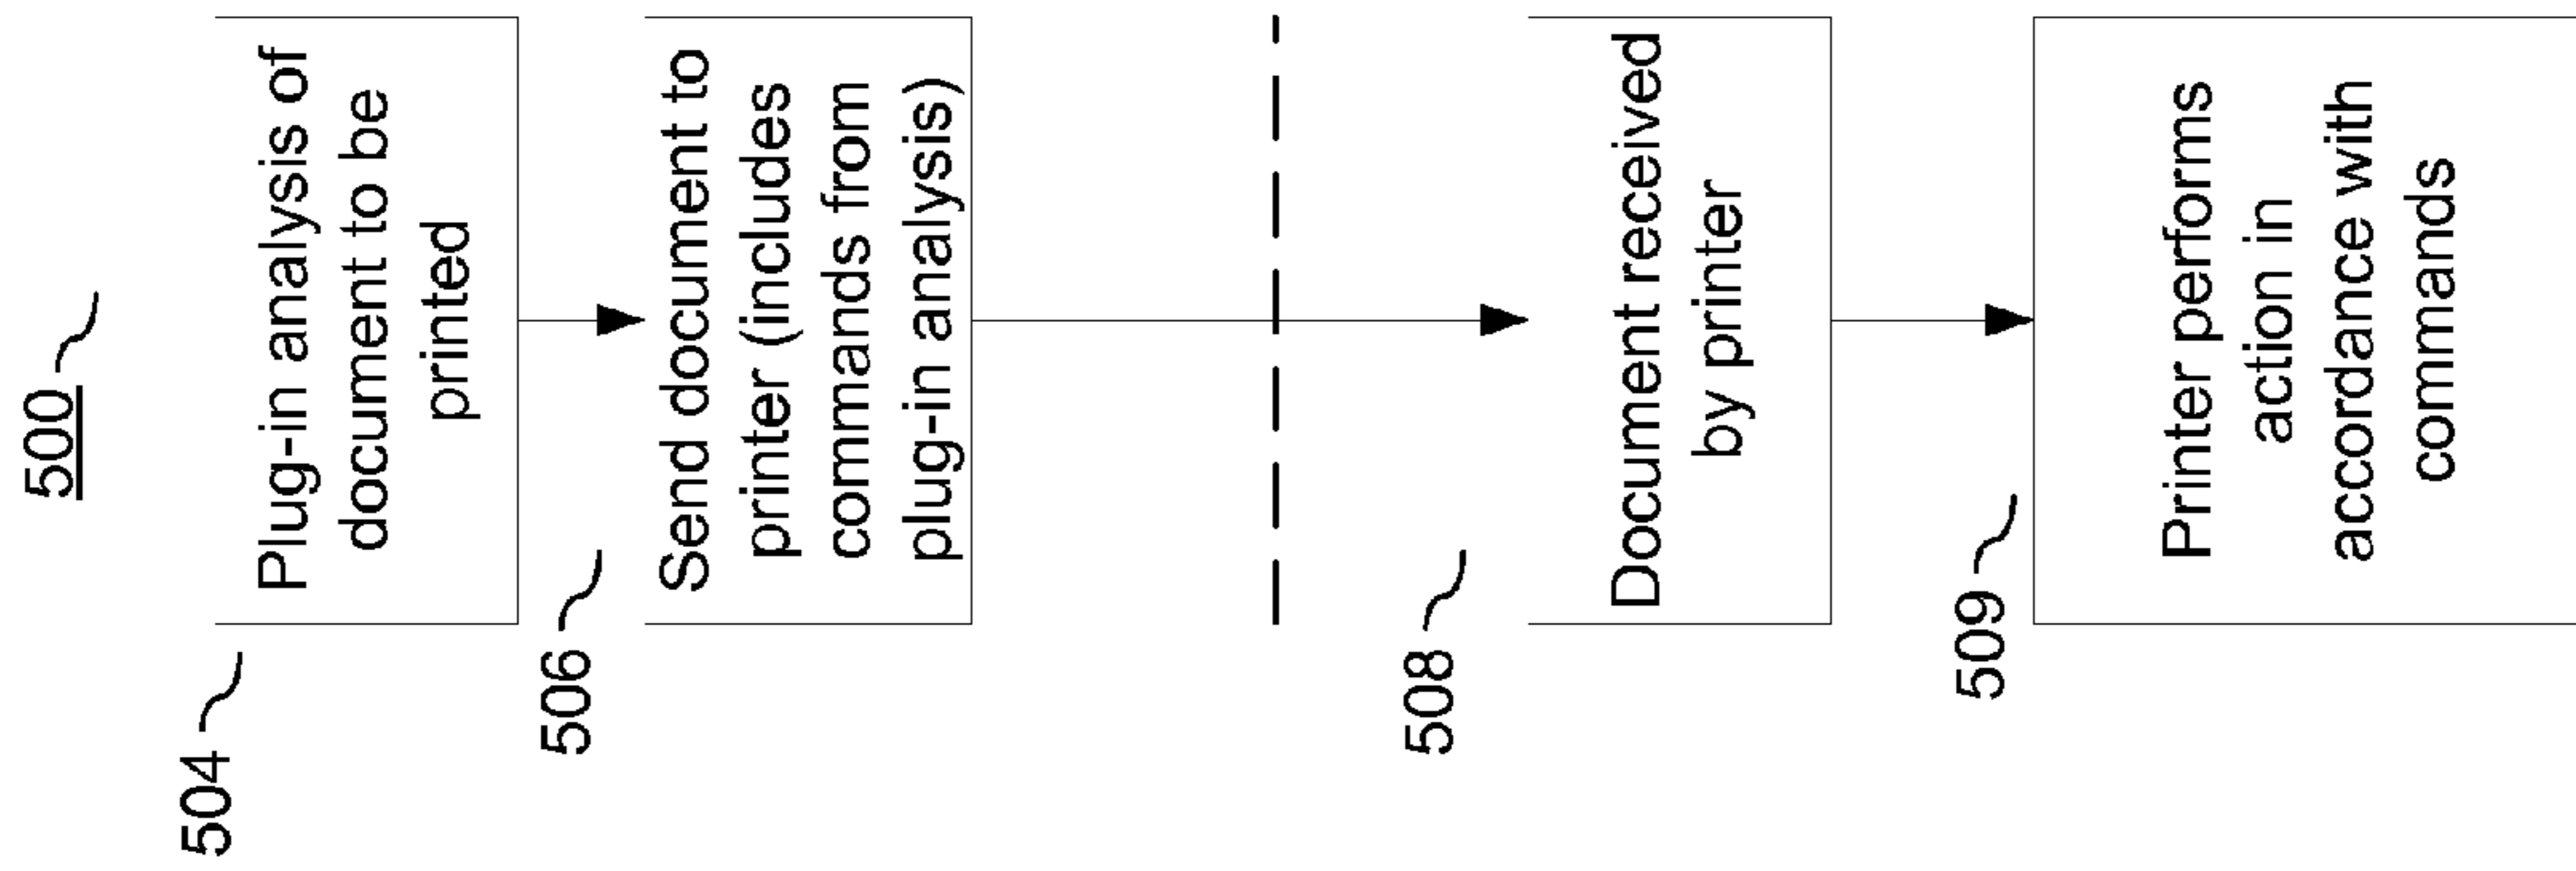 500
504
Plug-in analysis of
document to be
printed
506
Send document to
printer (includes
commands from
plug-in analysis)
508
Document received
by printer
509
Printer performs
action in
accordance with
commands